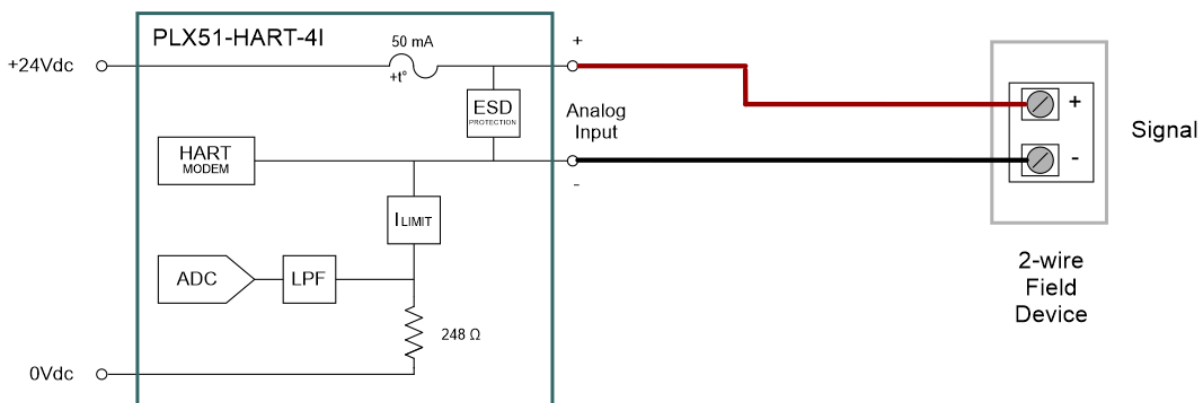 PLX51-HART-4I
50 mA
+
+24Vdc
+t°
ESD
PROTECTION
Analog
Input
+
Signal
HART
MODEM
-
-
I LIMIT
ADC
LPF
2-wire
Field
Device
248 Ω
0Vdc